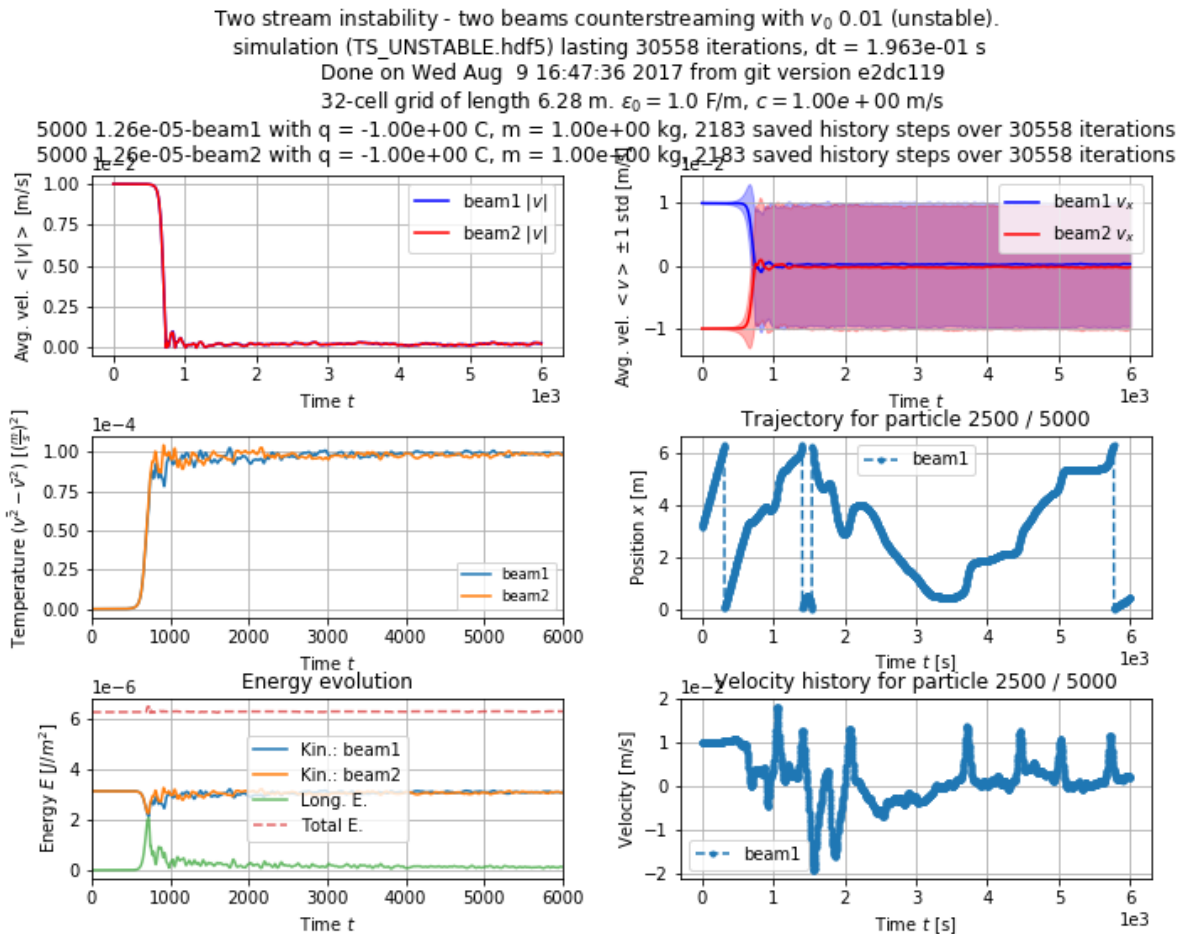 Two stream instability - two beams counterstreaming with v₀ 0.01 (unstable).
simulation (TS_UNSTABLE.hdf5) lasting 30558 iterations, dt = 1.963e-01 s
Done on Wed Aug  9 16:47:36 2017 from git version e2dc119
32-cell grid of length 6.28 m. ε₀ = 1.0 F/m, c = 1.00e + 00 m/s
5000 1.26e-05-beam1 with q = -1.00e+00 C, m = 1.00e+00 kg, 2183 saved history steps over 30558 iterations
5000 1.26e-05-beam2 with q = -1.00e+00 C, m = 1.00e+00 kg, 2183 saved history steps over 30558 iterations
1e-2
Avg. vel. < |v| > [m/s]
1.00
0.75
0.50
0.25
0.00
beam1 |v|
beam2 |v|
0 1 2 3 4 5 6
1e3
Time t
1e-2
Avg. vel. < v > ± 1 std [m/s]
1
0
−1
beam1 vₓ
beam2 vₓ
0 1 2 3 4 5 6
1e3
Time t
1e-4
Temperature (v̄² − v̄²) [(m/s)²]
1.00
0.75
0.50
0.25
0.00
beam1
beam2
0 1000 2000 3000 4000 5000 6000
Time t
Trajectory for particle 2500 / 5000
Position x [m]
6
4
2
0
beam1
0 1 2 3 4 5 6
1e3
Time t [s]
1e-6
Energy evolution
Energy E [J/m²]
6
4
2
0
Kin.: beam1
Kin.: beam2
Long. E.
Total E.
0 1000 2000 3000 4000 5000 6000
Time t
1e-2
Velocity history for particle 2500 / 5000
Velocity [m/s]
2
1
0
−1
−2
beam1
0 1 2 3 4 5 6
1e3
Time t [s]